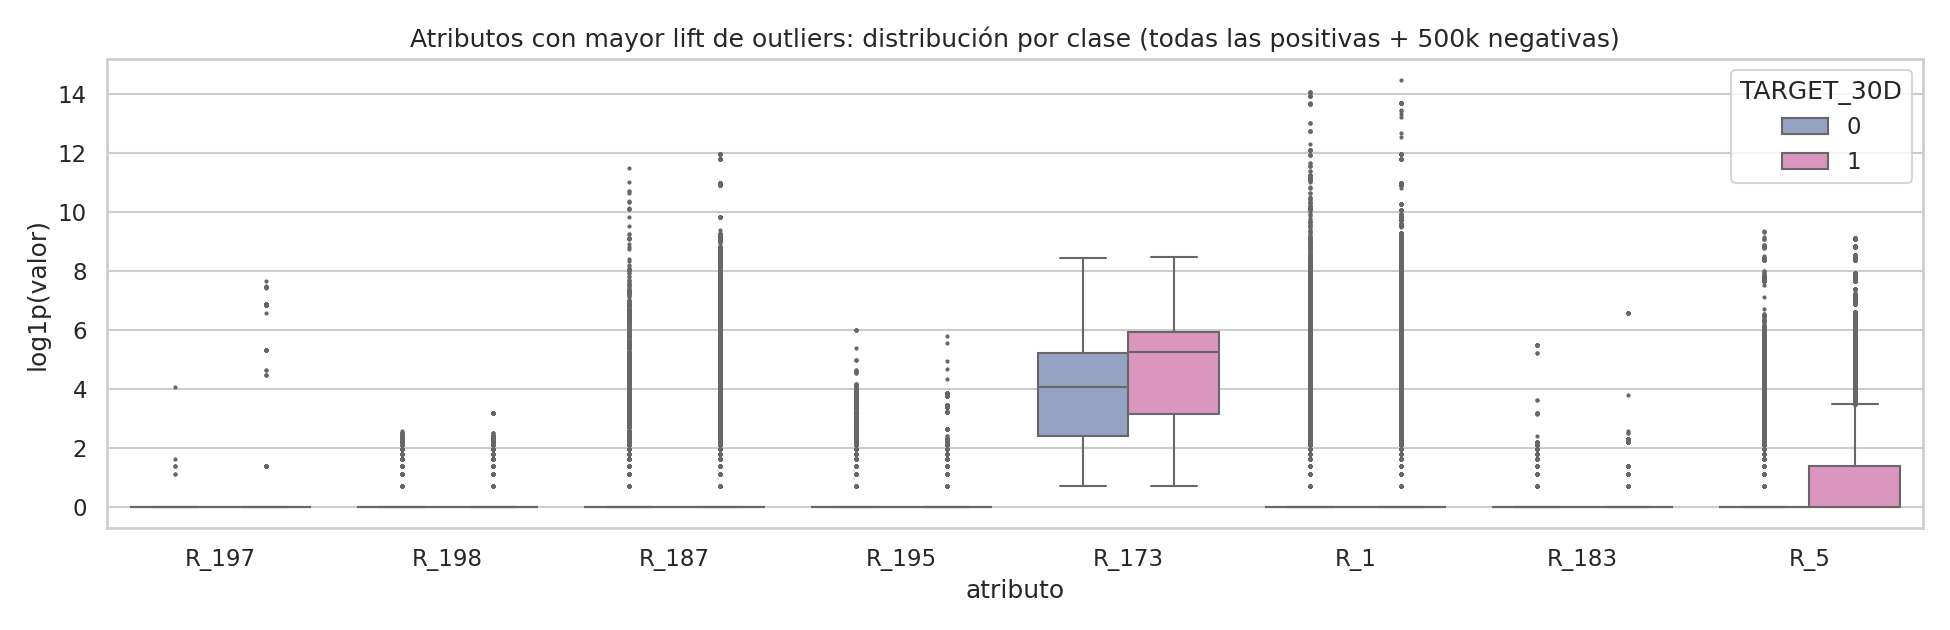 Atributos con mayor lift de outliers: distribución por clase (todas las positivas + 500k negativas)
TARGET_30D
0
1
log1p(valor)
14
12
10
8
6
4
2
0
R_197 R_198 R_187 R_195 R_173 R_1 R_183 R_5
atributo